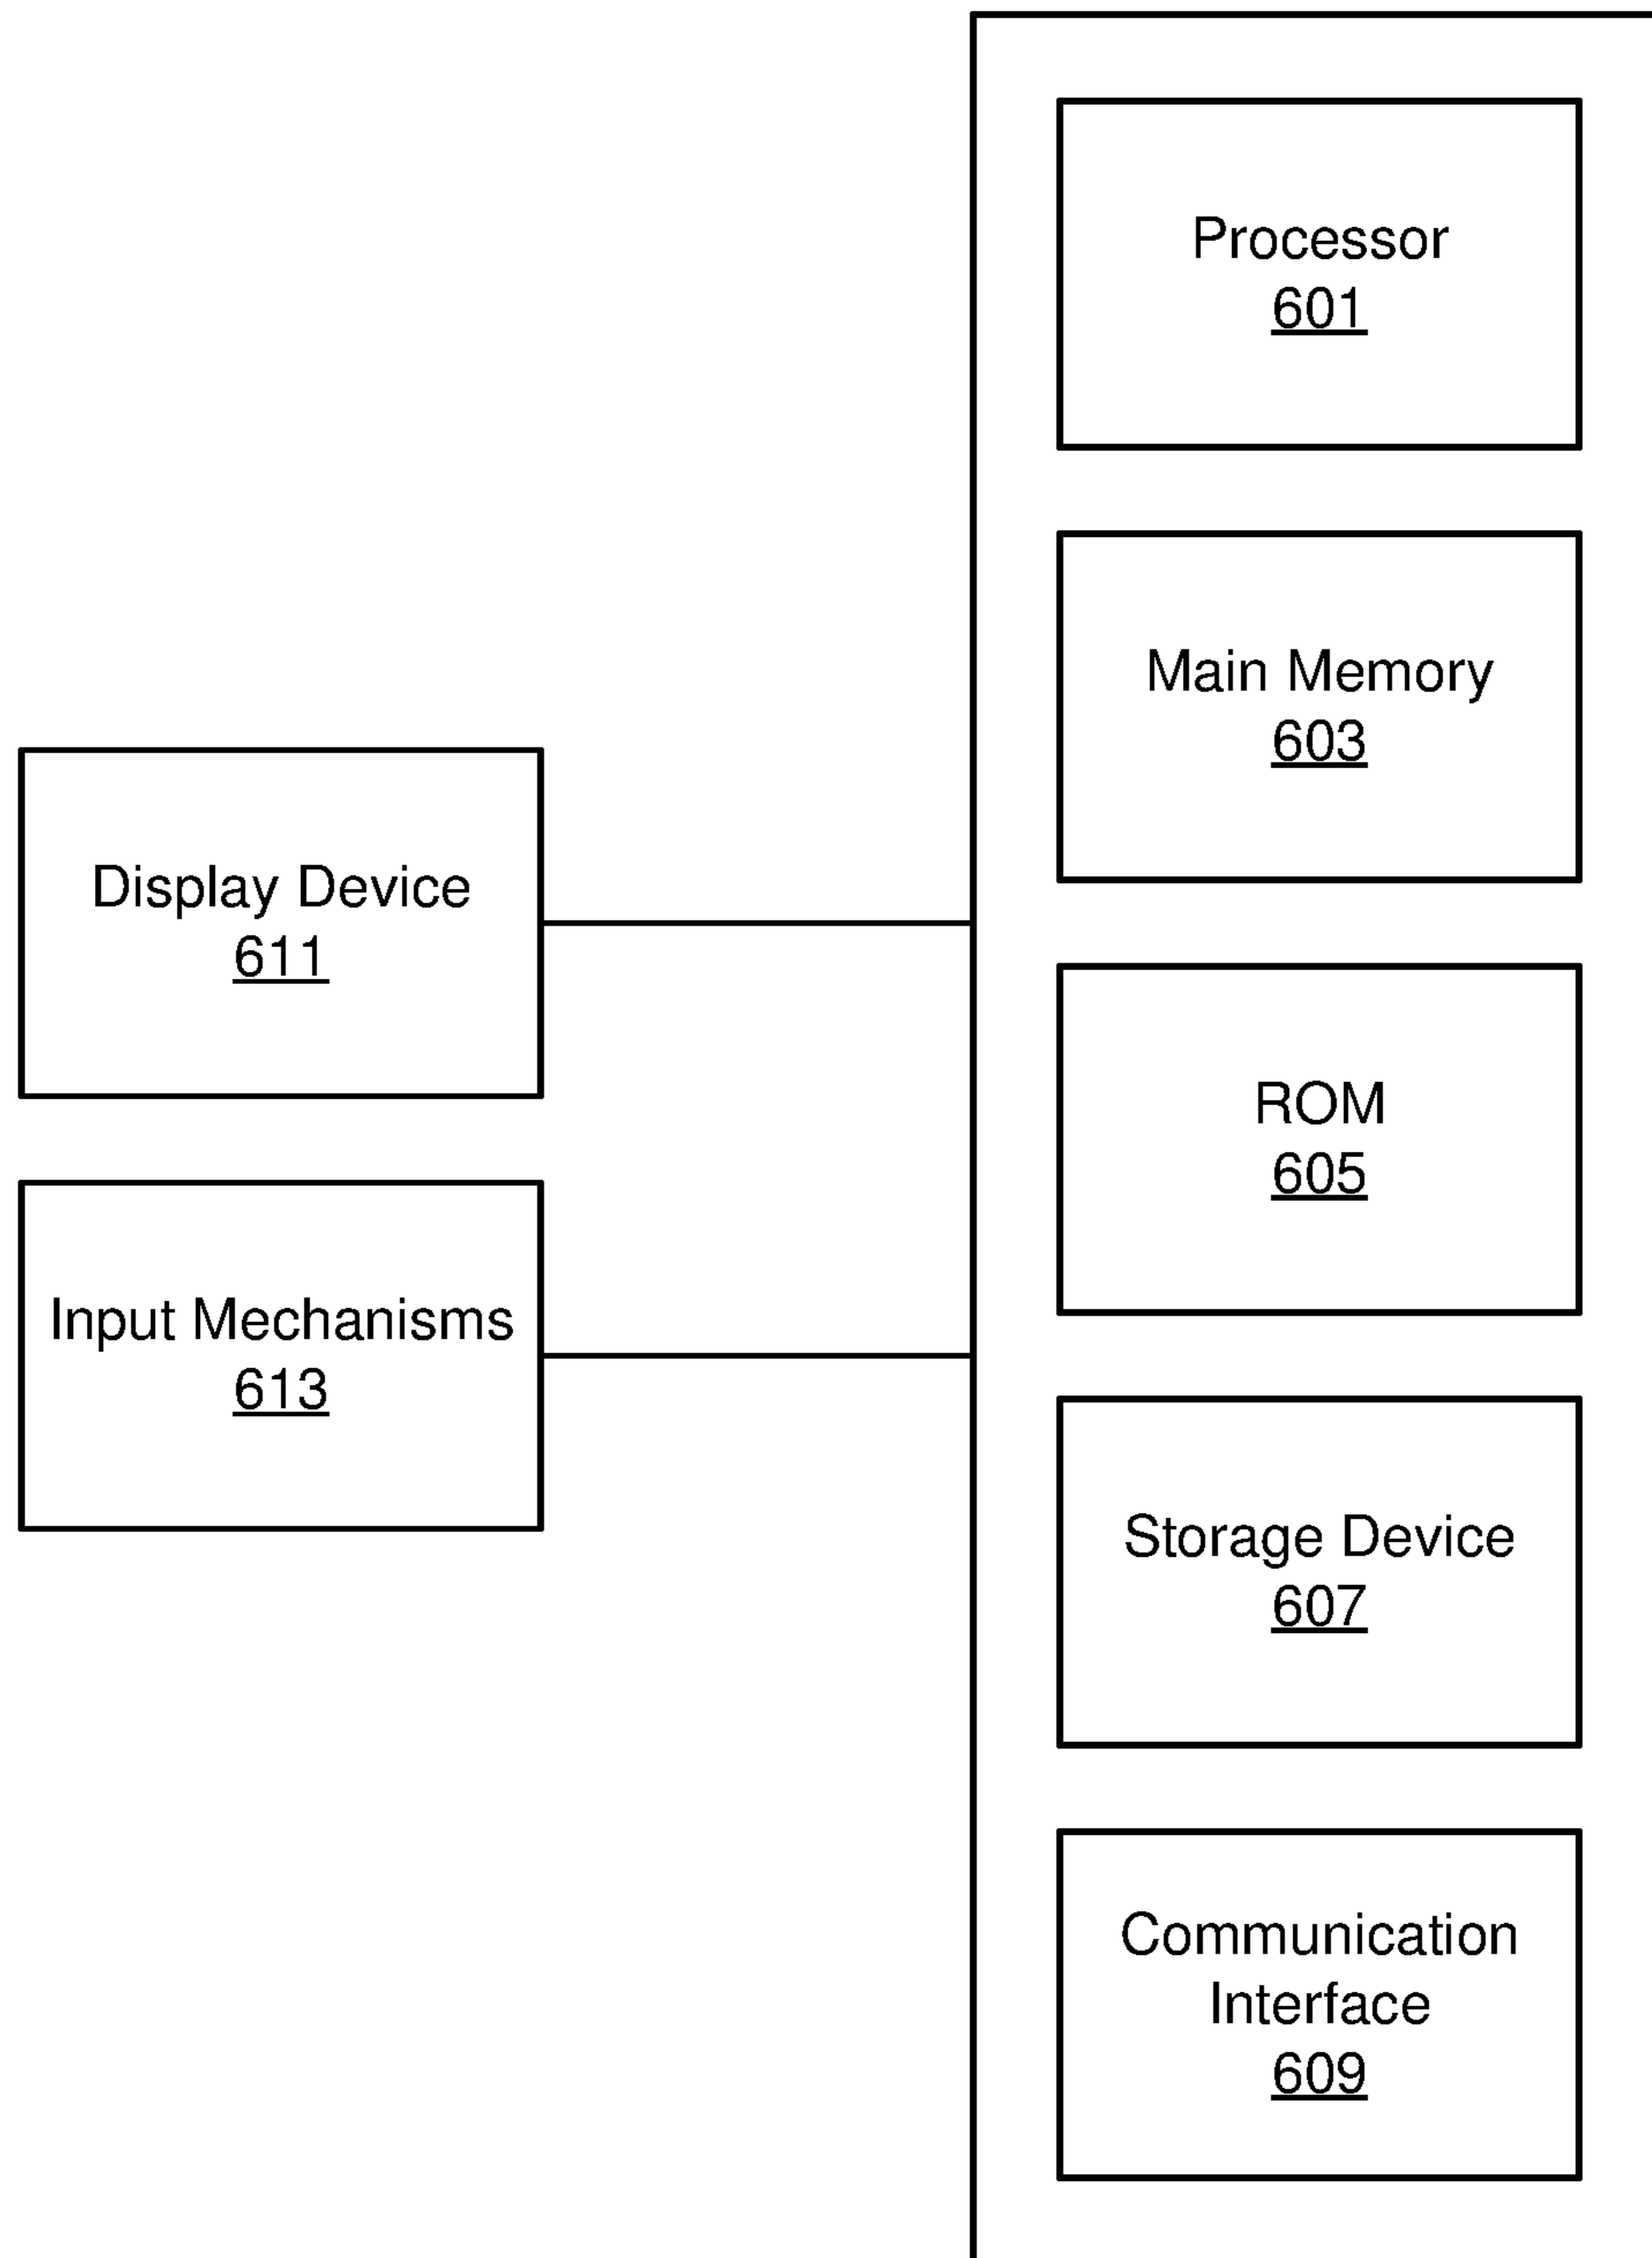 Processor
601
Main Memory
603
Display Device
611
ROM
605
Input Mechanisms
613
Storage Device
607
Communication
Interface
609